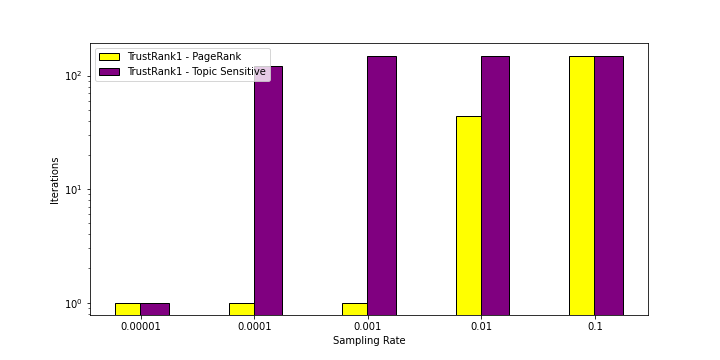 TrustRank1 - PageRank
TrustRank1 - Topic Sensitive
10²
10¹
10⁰
Iterations
0.00001 0.0001 0.001 0.01 0.1
Sampling Rate